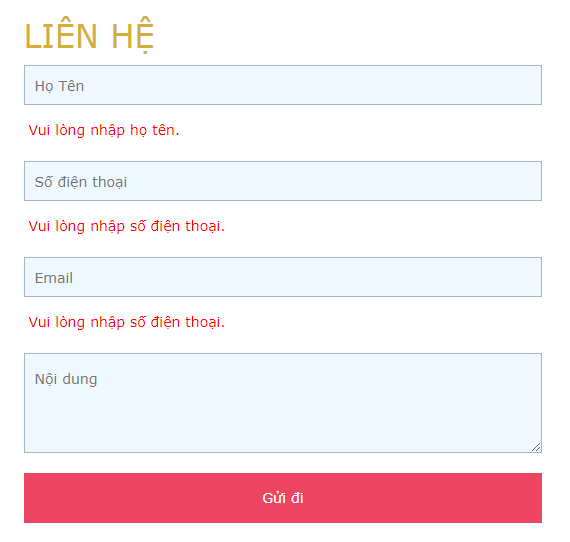 LIÊN HỆ
Họ Tên
Vui lòng nhập họ tên.
Số điện thoại
Vui lòng nhập số điện thoại.
Email
Vui lòng nhập số điện thoại.
Nội dung
Gửi đi